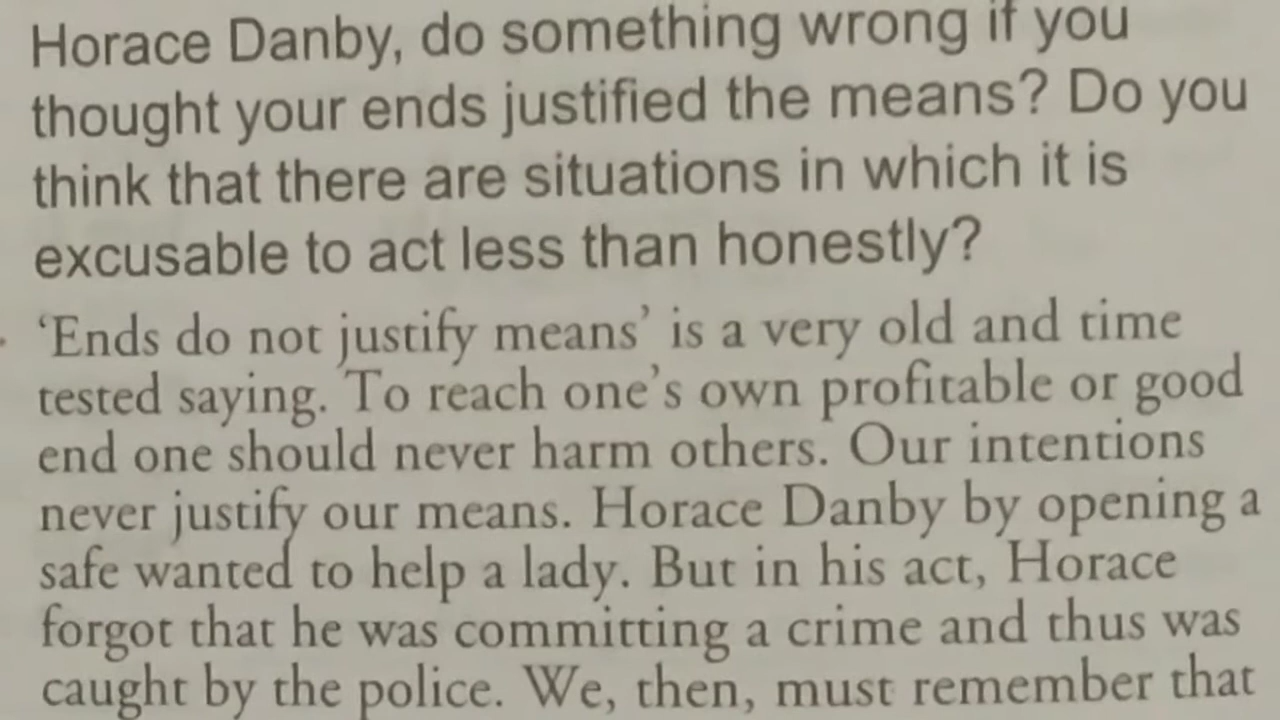 Horace Danby, do something wrong if you
thought your ends justified the means? Do you
think that there are situations in which it is
excusable to act less than honestly?
‘Ends do not justify means’ is a very old and time
tested saying. To reach one’s own profitable or good
end one should never harm others. Our intentions
never justify our means. Horace Danby by opening a
safe wanted to help a lady. But in his act, Horace
forgot that he was committing a crime and thus was
caught by the police. We, then, must remember that